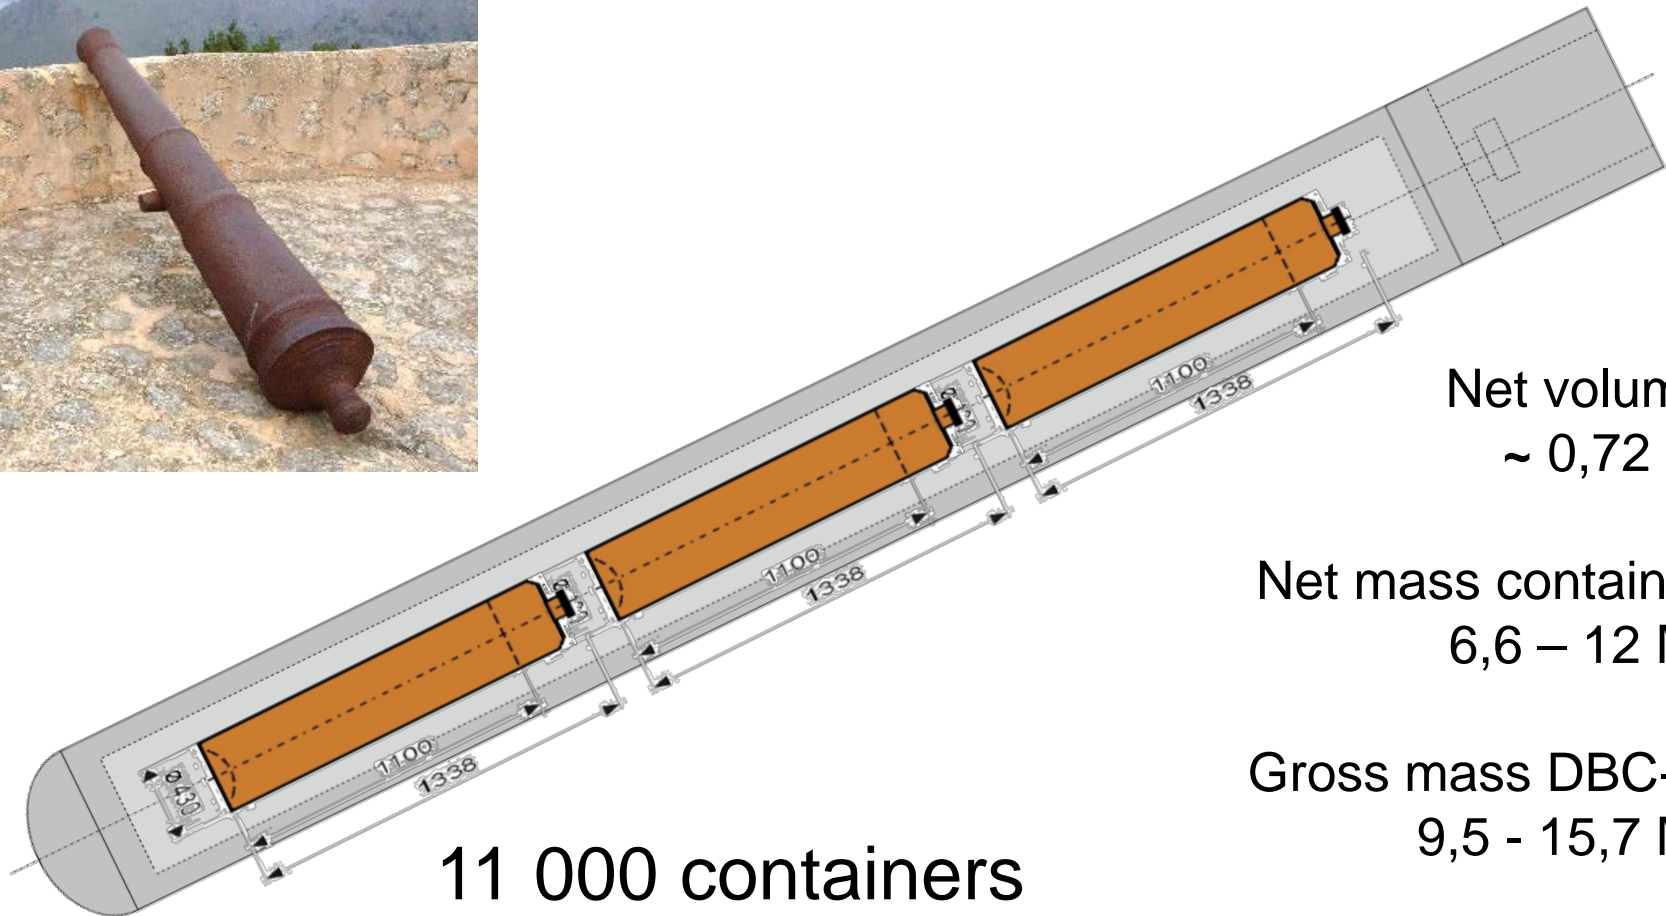 1100
1338
Net volum
~ 0,72
1100
1338
Net mass contain
6,6 – 12
Gross mass DBC-
9,5 - 15,7
1100
1338
Ø 430
11 000 containers